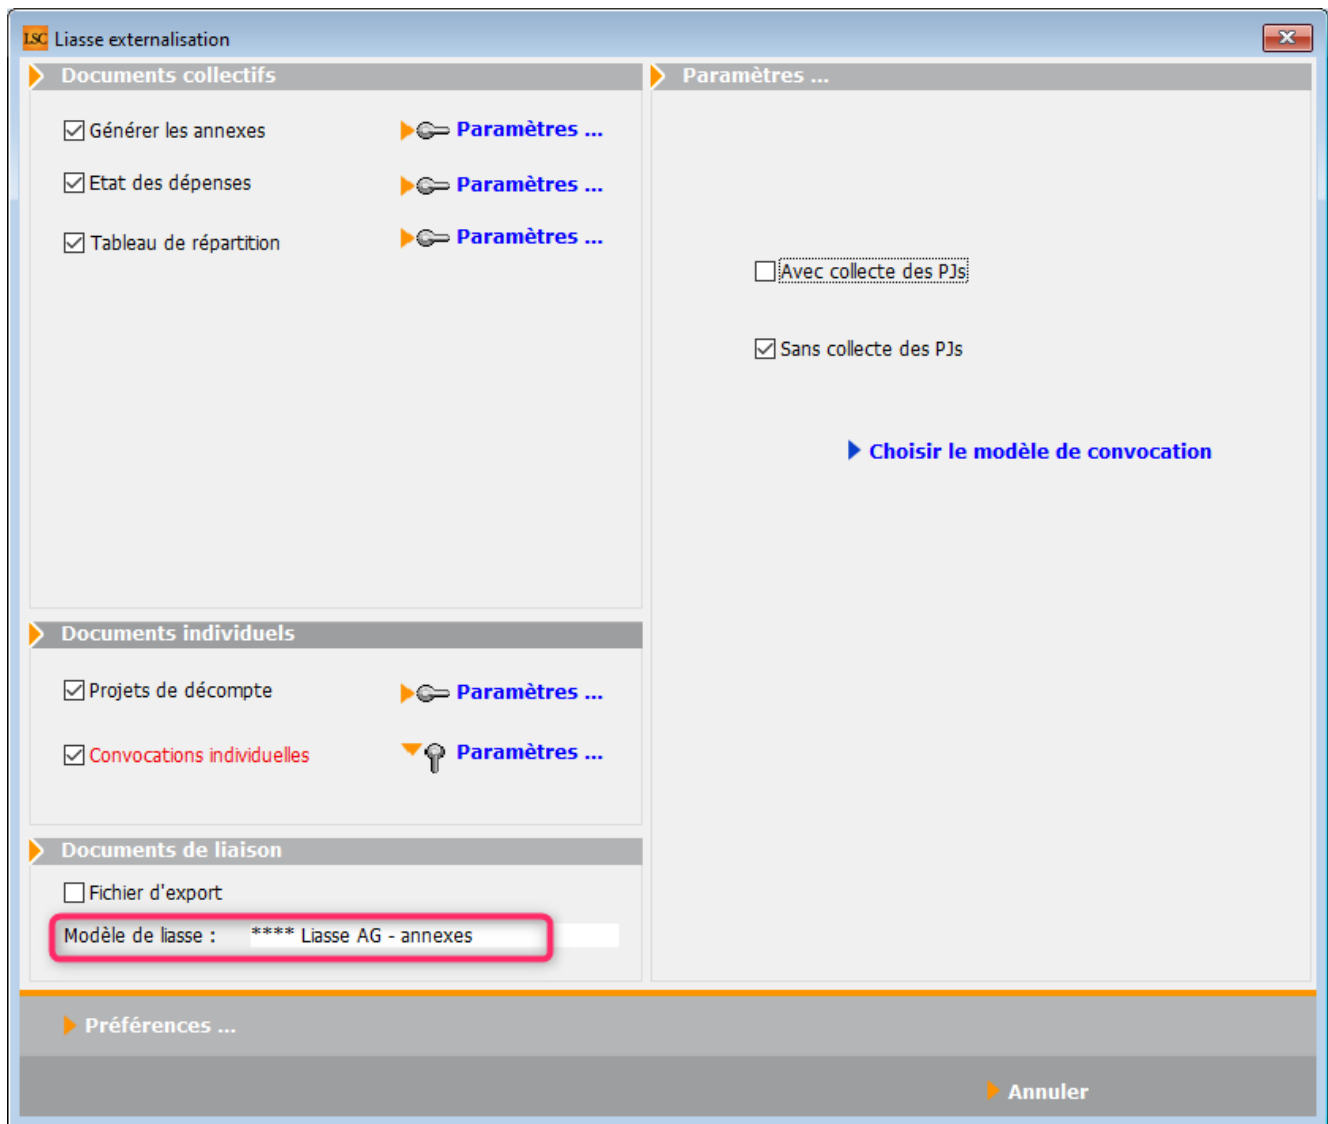 LSC Liasse externalisation
Documents collectifs
Générer les annexes Paramètres ...
Etat des dépenses Paramètres ...
Tableau de répartition Paramètres ...
Documents individuels
Projets de décompte Paramètres ...
Convocations individuelles Paramètres ...
Documents de liaison
Fichier d'export
Modèle de liasse : **** Liasse AG - annexes
Paramètres ...
Avec collecte des PJs
Sans collecte des PJs
Choisir le modèle de convocation
Préférences ...
Annuler